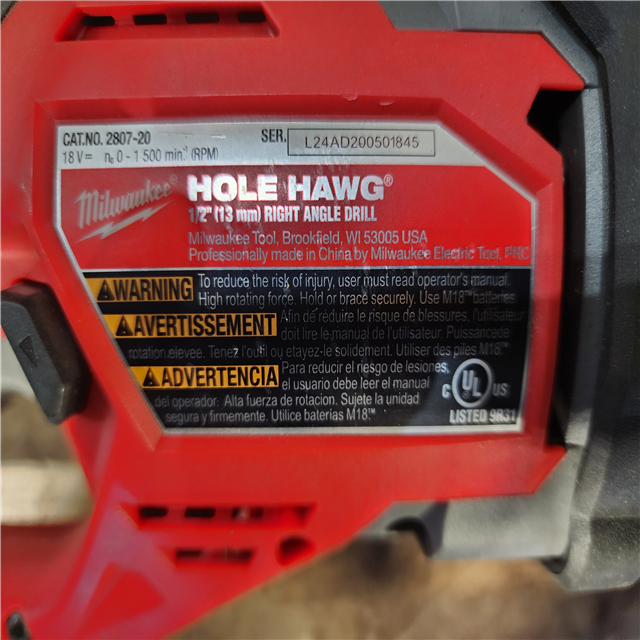 CAT.NO. 2807-20 SER. L24AD200501845
18V⎓ n₀ 0-1 500 min.⁻¹ (RPM)
Milwaukee
HOLE HAWG®
1/2" (13 mm) RIGHT ANGLE DRILL
Milwaukee Tool, Brookfield, WI 53005 USA
Professionally made in China by Milwaukee Electric Tool, PRC
WARNING To reduce the risk of injury, user must read operator's manual.
High rotating force. Hold or brace securely. Use M18™ batteries.
AVERTISSEMENT Afin de réduire le risque de blessures, l'utilisateur
doit lire le manuel de l'utilisateur. Puissance de
rotation élevée. Tenez l'outil ou étayez-le solidement. Utiliser des piles M18™.
ADVERTENCIA Para reducir el riesgo de lesiones,
el usuario debe leer el manual
del operador. Alta fuerza de rotacion. Sujete la unidad
segura y firmemente. Utilice baterías M18™
C UL US
LISTED 9R31